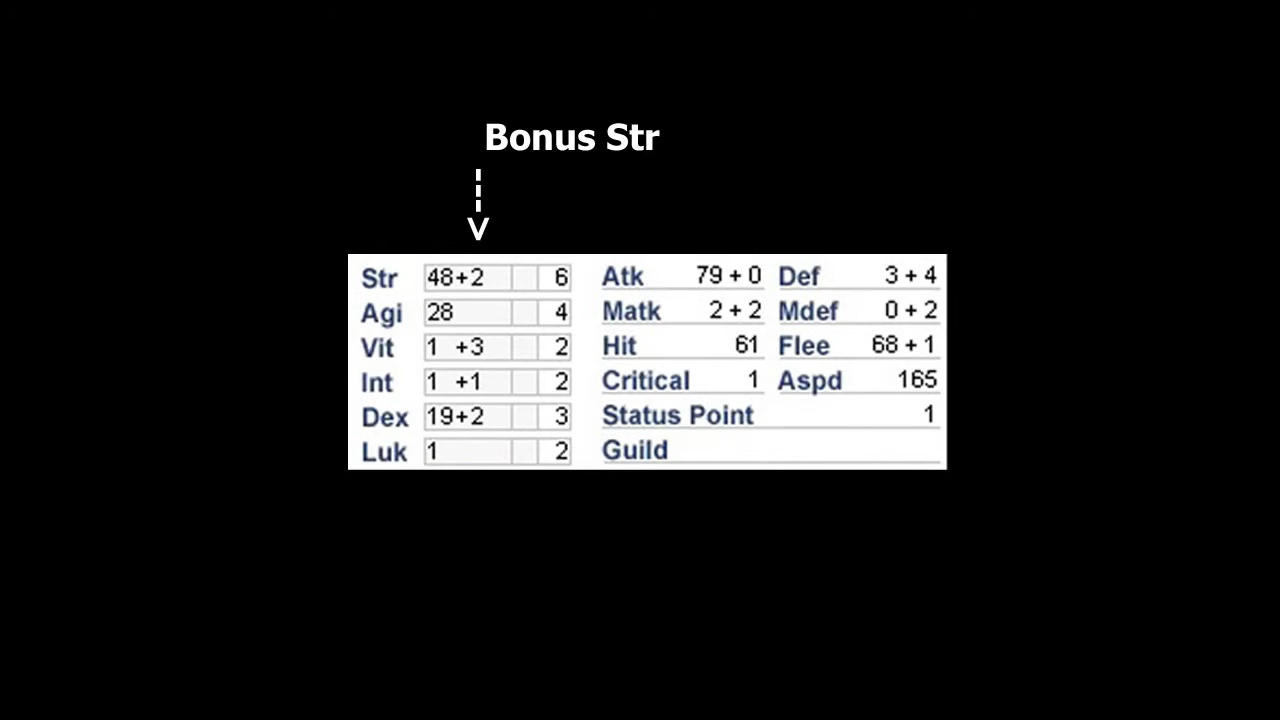 Bonus Str
Str 48+2 6 Atk 79 + 0 Def 3 + 4
Agi 28 4 Matk 2 + 2 Mdef 0 + 2
Vit 1 +3 2 Hit 61 Flee 68 + 1
Int 1 +1 2 Critical 1 Aspd 165
Dex 19+2 3 Status Point 1
Luk 1 2 Guild